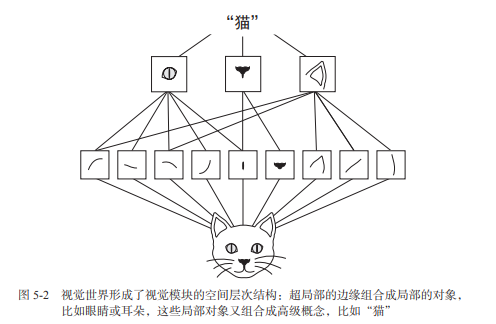 “猫”
图 5-2 视觉世界形成了视觉模块的空间层次结构：超局部的边缘组合成局部的对象，
比如眼睛或耳朵，这些局部对象又组合成高级概念，比如“猫”